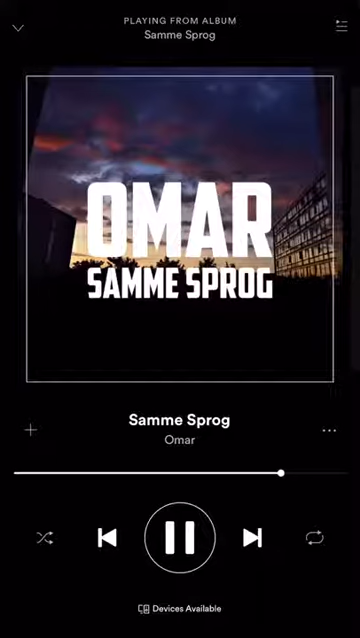 PLAYING FROM ALBUM
Samme Sprog
OMAR
SAMME SPROG
Samme Sprog
Omar
Devices Available